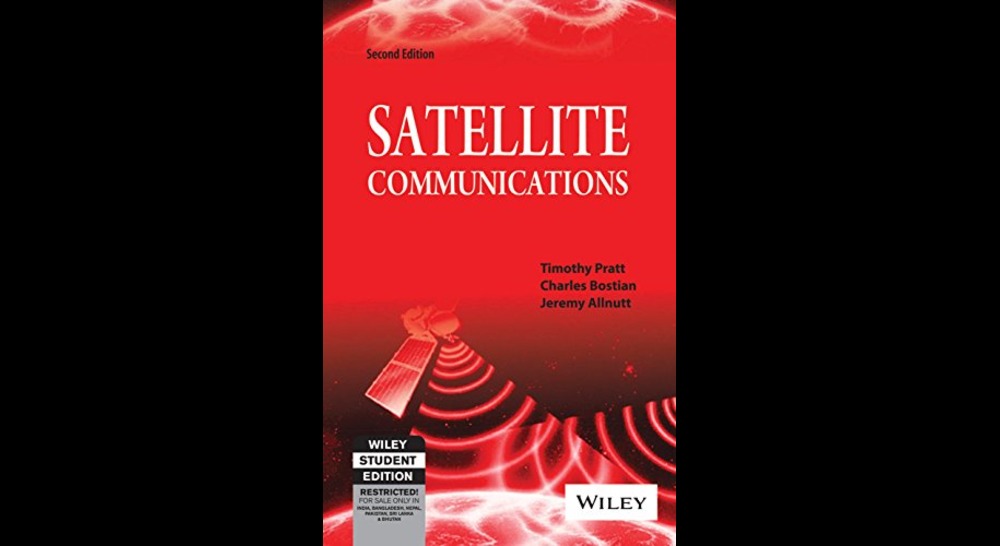 Second Edition
SATELLITE
COMMUNICATIONS
Timothy Pratt
Charles Bostian
Jeremy Allnutt
WILEY
STUDENT
EDITION
RESTRICTED!
FOR SALE ONLY IN
INDIA, BANGLADESH, NEPAL,
PAKISTAN, SRI LANKA
& BHUTAN
WILEY